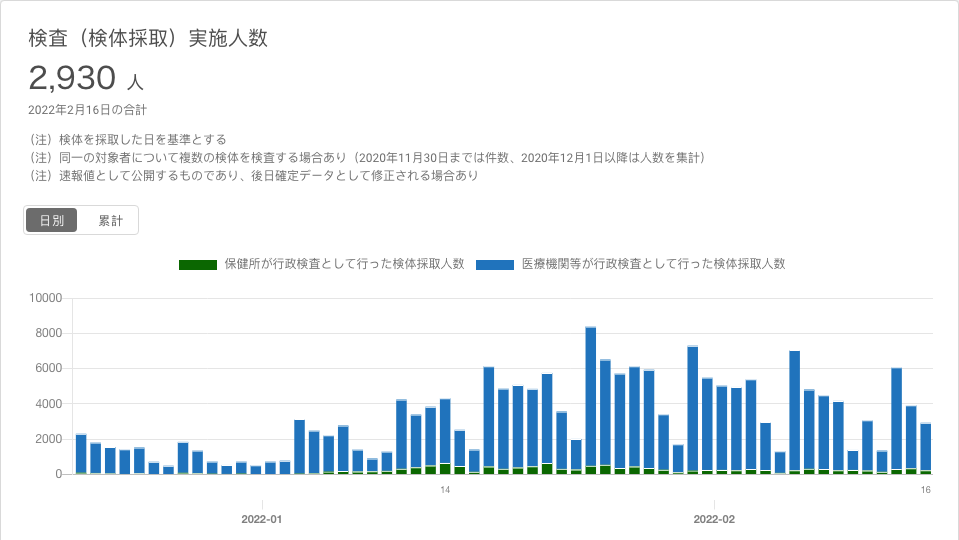 検査（検体採取）実施人数
2,930 人
2022年2月16日の合計
（注）検体を採取した日を基準とする
（注）同一の対象者について複数の検体を検査する場合あり（2020年11月30日までは件数、2020年12月1日以降は人数を集計）
（注）速報値として公開するものであり、後日確定データとして修正される場合あり
日別 累計
保健所が行政検査として行った検体採取人数 医療機関等が行政検査として行った検体採取人数
10000
8000
6000
4000
2000
0
14 16
2022-01 2022-02